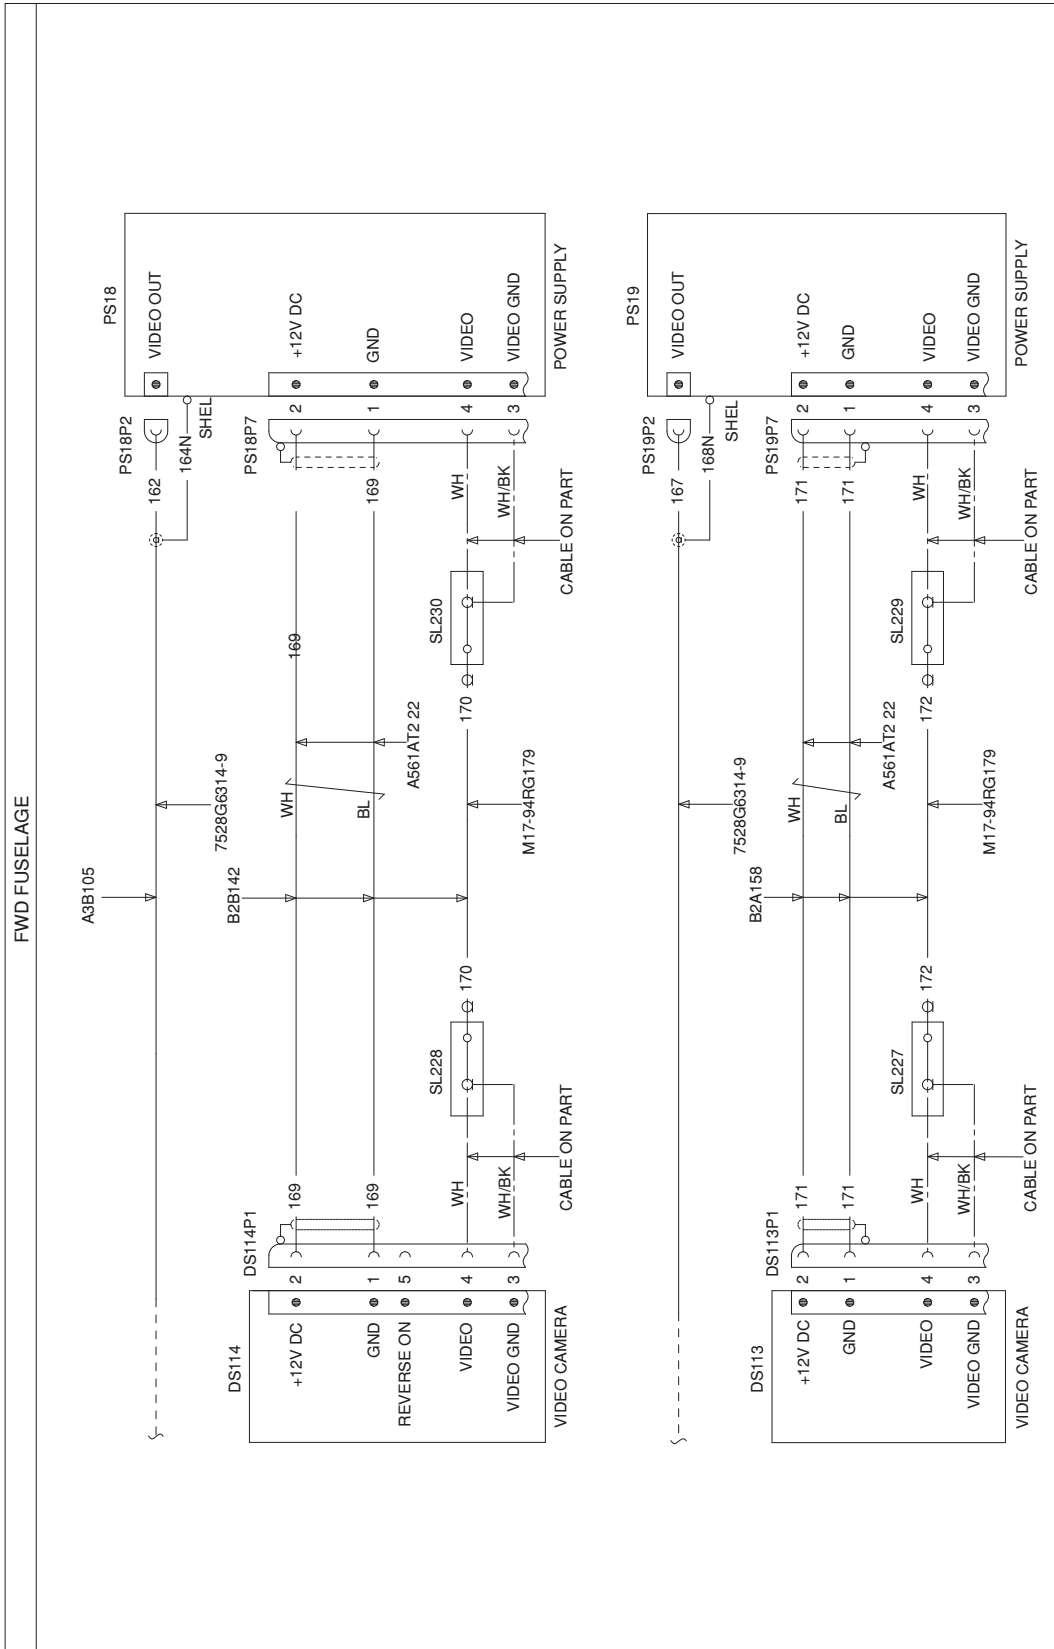 FWD FUSELAGE
A3B105
7528G6314-9
162
164N
SHEL
PS18P2
PS18
VIDEO OUT
B2B142
DS114
DS114P1
PS18P7
+12V DC
2
169
WH
169
2
+12V DC
GND
1
169
BL
A561AT2 22
169
1
GND
REVERSE ON
5
VIDEO
4
WH
SL228
170
M17-94RG179
170
SL230
WH
4
VIDEO
VIDEO GND
3
WH/BK
WH/BK
3
VIDEO GND
VIDEO CAMERA
CABLE ON PART
CABLE ON PART
POWER SUPPLY
7528G6314-9
167
168N
SHEL
PS19P2
PS19
VIDEO OUT
B2A158
DS113
DS113P1
PS19P7
+12V DC
2
171
WH
171
2
+12V DC
GND
1
171
BL
A561AT2 22
171
1
GND
VIDEO
4
WH
SL227
172
M17-94RG179
172
SL229
WH
4
VIDEO
VIDEO GND
3
WH/BK
WH/BK
3
VIDEO GND
VIDEO CAMERA
CABLE ON PART
CABLE ON PART
POWER SUPPLY